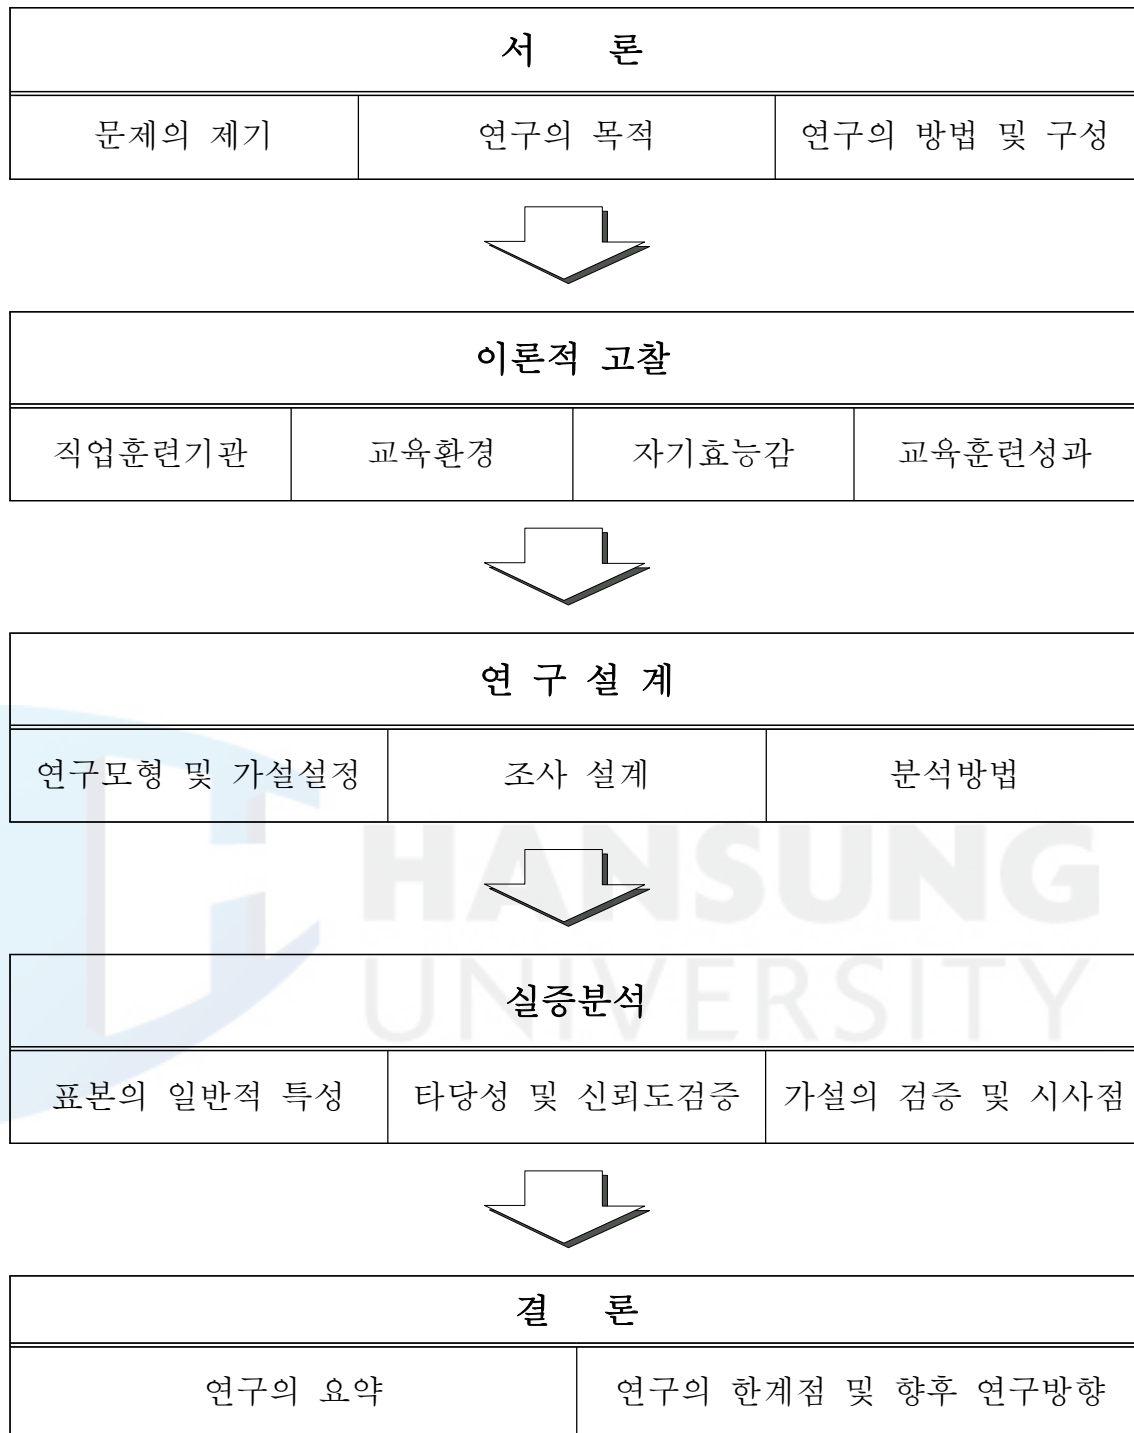 서 론
문제의 제기 연구의 목적 연구의 방법 및 구성
이론적 고찰
직업훈련기관 교육환경 자기효능감 교육훈련성과
연 구 설 계
연구모형 및 가설설정 조사 설계 분석방법
HANSUNG
UNIVERSITY
실증분석
표본의 일반적 특성 타당성 및 신뢰도검증 가설의 검증 및 시사점
결 론
연구의 요약 연구의 한계점 및 향후 연구방향